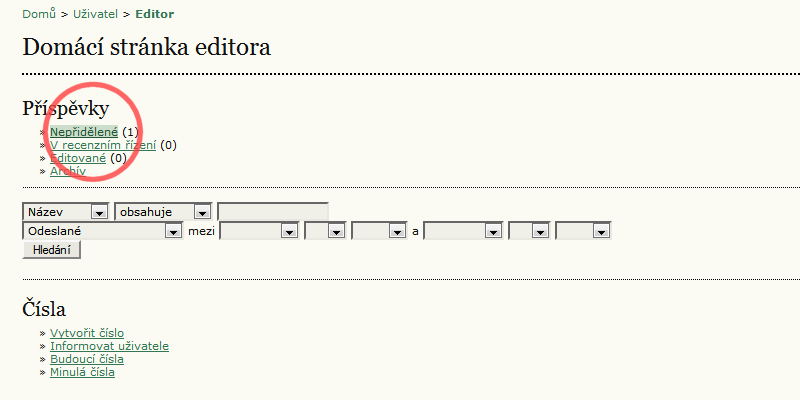 Domů > Uživatel > Editor
Domácí stránka editora
Příspěvky
» Nepřidělené (1)
» V recenzním řízení (0)
» Editované (0)
» Archív
Název obsahuje
Odeslané mezi a
Hledání
Čísla
» Vytvořit číslo
» Informovat uživatele
» Budoucí čísla
» Minulá čísla